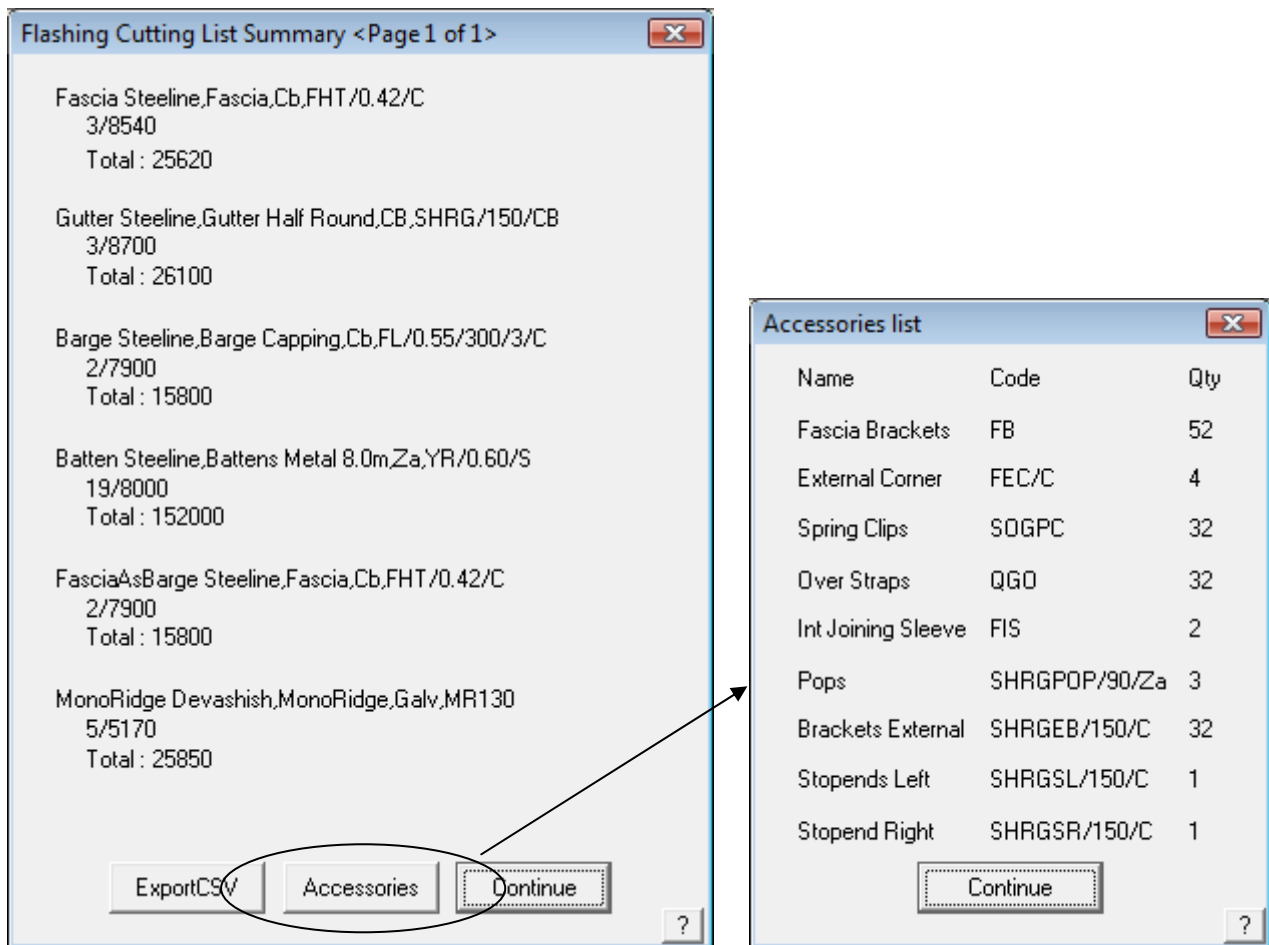 Flashing Cutting List Summary <Page 1 of 1>
Fascia Steeline,Fascia,Cb,FHT/0.42/C
3/8540
Total : 25620
Gutter Steeline,Gutter Half Round,CB,SHRG/150/CB
3/8700
Total : 26100
Barge Steeline,Barge Capping,Cb,FL/0.55/300/3/C
2/7900
Total : 15800
Batten Steeline,Battens Metal 8.0m,Za,YR/0.60/S
19/8000
Total : 152000
FasciaAsBarge Steeline,Fascia,Cb,FHT/0.42/C
2/7900
Total : 15800
MonoRidge Devashish,MonoRidge,Galv,MR130
5/5170
Total : 25850
ExportCSV Accessories Continue
?
Accessories list
Name Code Qty
Fascia Brackets FB 52
External Corner FEC/C 4
Spring Clips SOGPC 32
Over Straps QGO 32
Int Joining Sleeve FIS 2
Pops SHRGPOP/90/Za 3
Brackets External SHRGEB/150/C 32
Stopends Left SHRGSL/150/C 1
Stopend Right SHRGSR/150/C 1
Continue
?